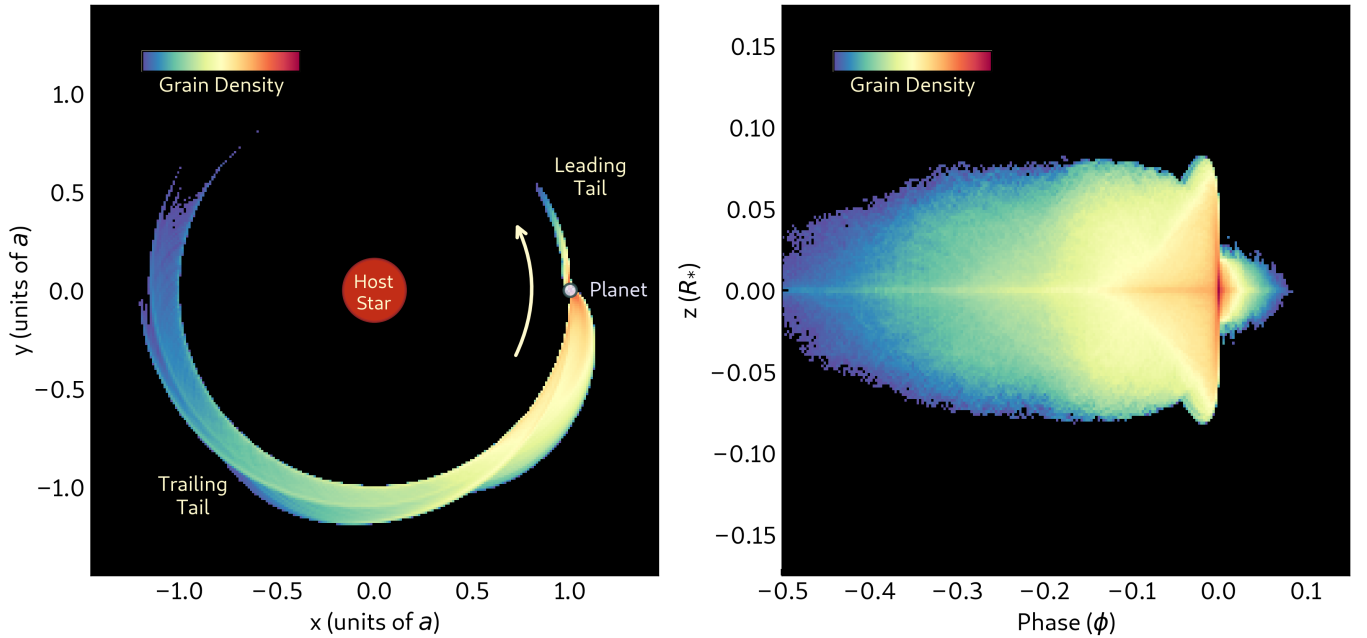 Grain Density
Leading
Tail
Host
Star
Planet
Trailing
Tail
1.0
0.5
0.0
−0.5
−1.0
y (units of a)
−1.0 −0.5 0.0 0.5 1.0
x (units of a)
Grain Density
0.15
0.10
0.05
0.00
−0.05
−0.10
−0.15
z (R*)
−0.5 −0.4 −0.3 −0.2 −0.1 0.0 0.1
Phase (ϕ)